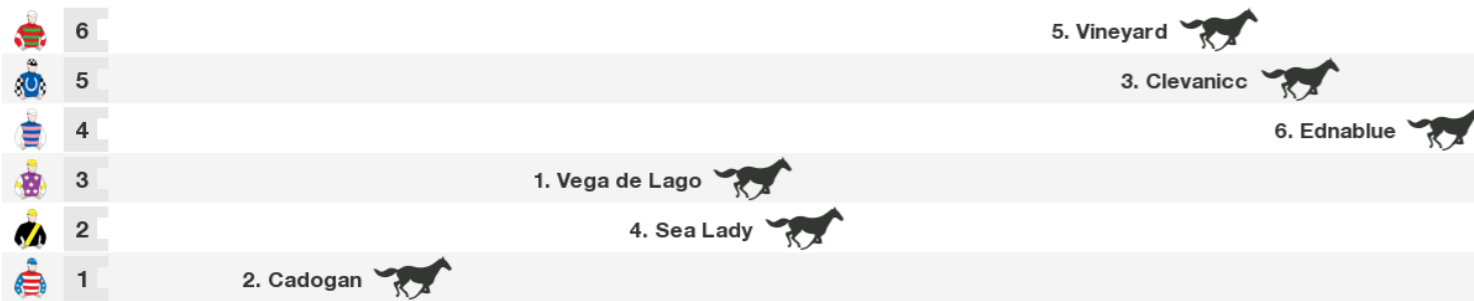 6 5. Vineyard
5 3. Clevanicc
4 6. Ednablue
3 1. Vega de Lago
2 4. Sea Lady
1 2. Cadogan